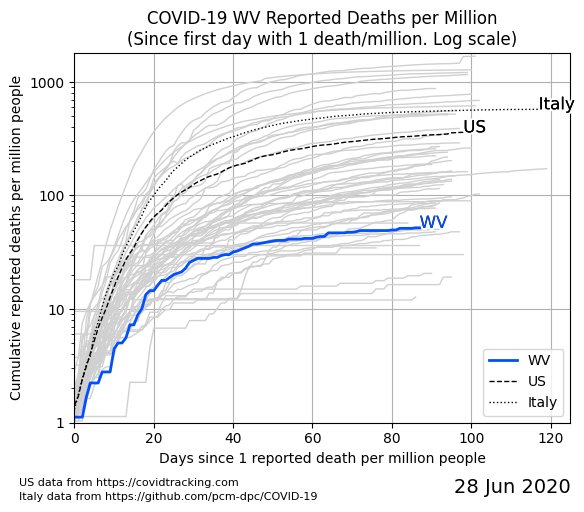 COVID-19 WV Reported Deaths per Million
(Since first day with 1 death/million. Log scale)
Cumulative reported deaths per million people
1000
100
10
1
Italy
US
WV
WV
US
Italy
0 20 40 60 80 100 120
Days since 1 reported death per million people
US data from https://covidtracking.com
Italy data from https://github.com/pcm-dpc/COVID-19
28 Jun 2020